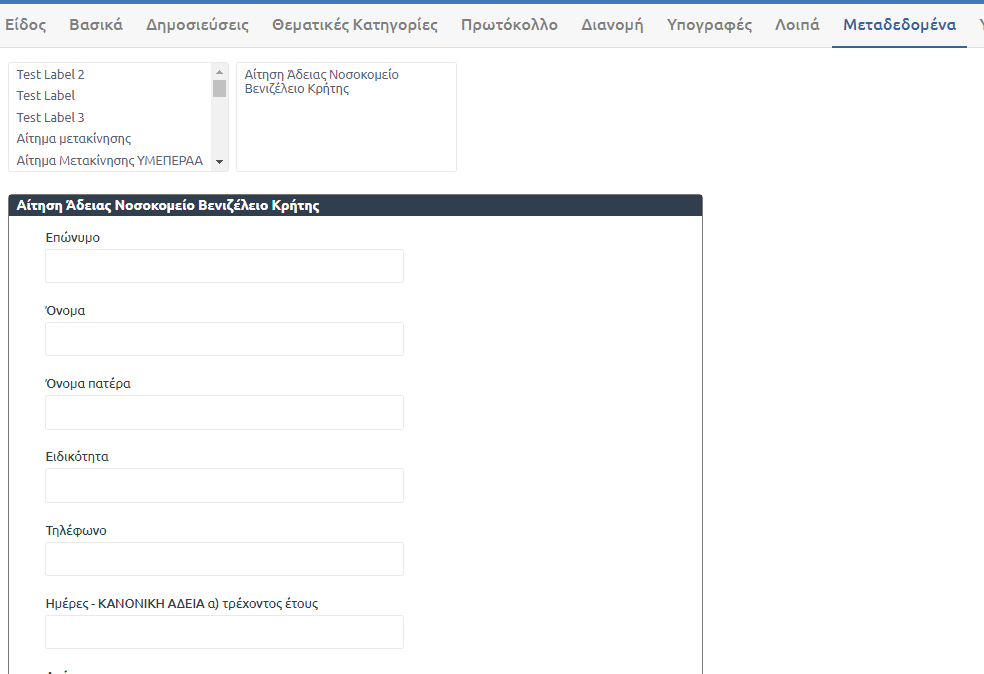 Είδος Βασικά Δημοσιεύσεις Θεματικές Κατηγορίες Πρωτόκολλο Διανομή Υπογραφές Λοιπά Μεταδεδομένα
Test Label 2
Test Label
Test Label 3
Αίτημα μετακίνησης
Αίτημα Μετακίνησης ΥΜΕΠΕΡΑΑ
Αίτηση Άδειας Νοσοκομείο
Βενιζέλειο Κρήτης
Αίτηση Άδειας Νοσοκομείο Βενιζέλειο Κρήτης
Επώνυμο
Όνομα
Όνομα πατέρα
Ειδικότητα
Τηλέφωνο
Ημέρες - ΚΑΝΟΝΙΚΗ ΑΔΕΙΑ α) τρέχοντος έτους